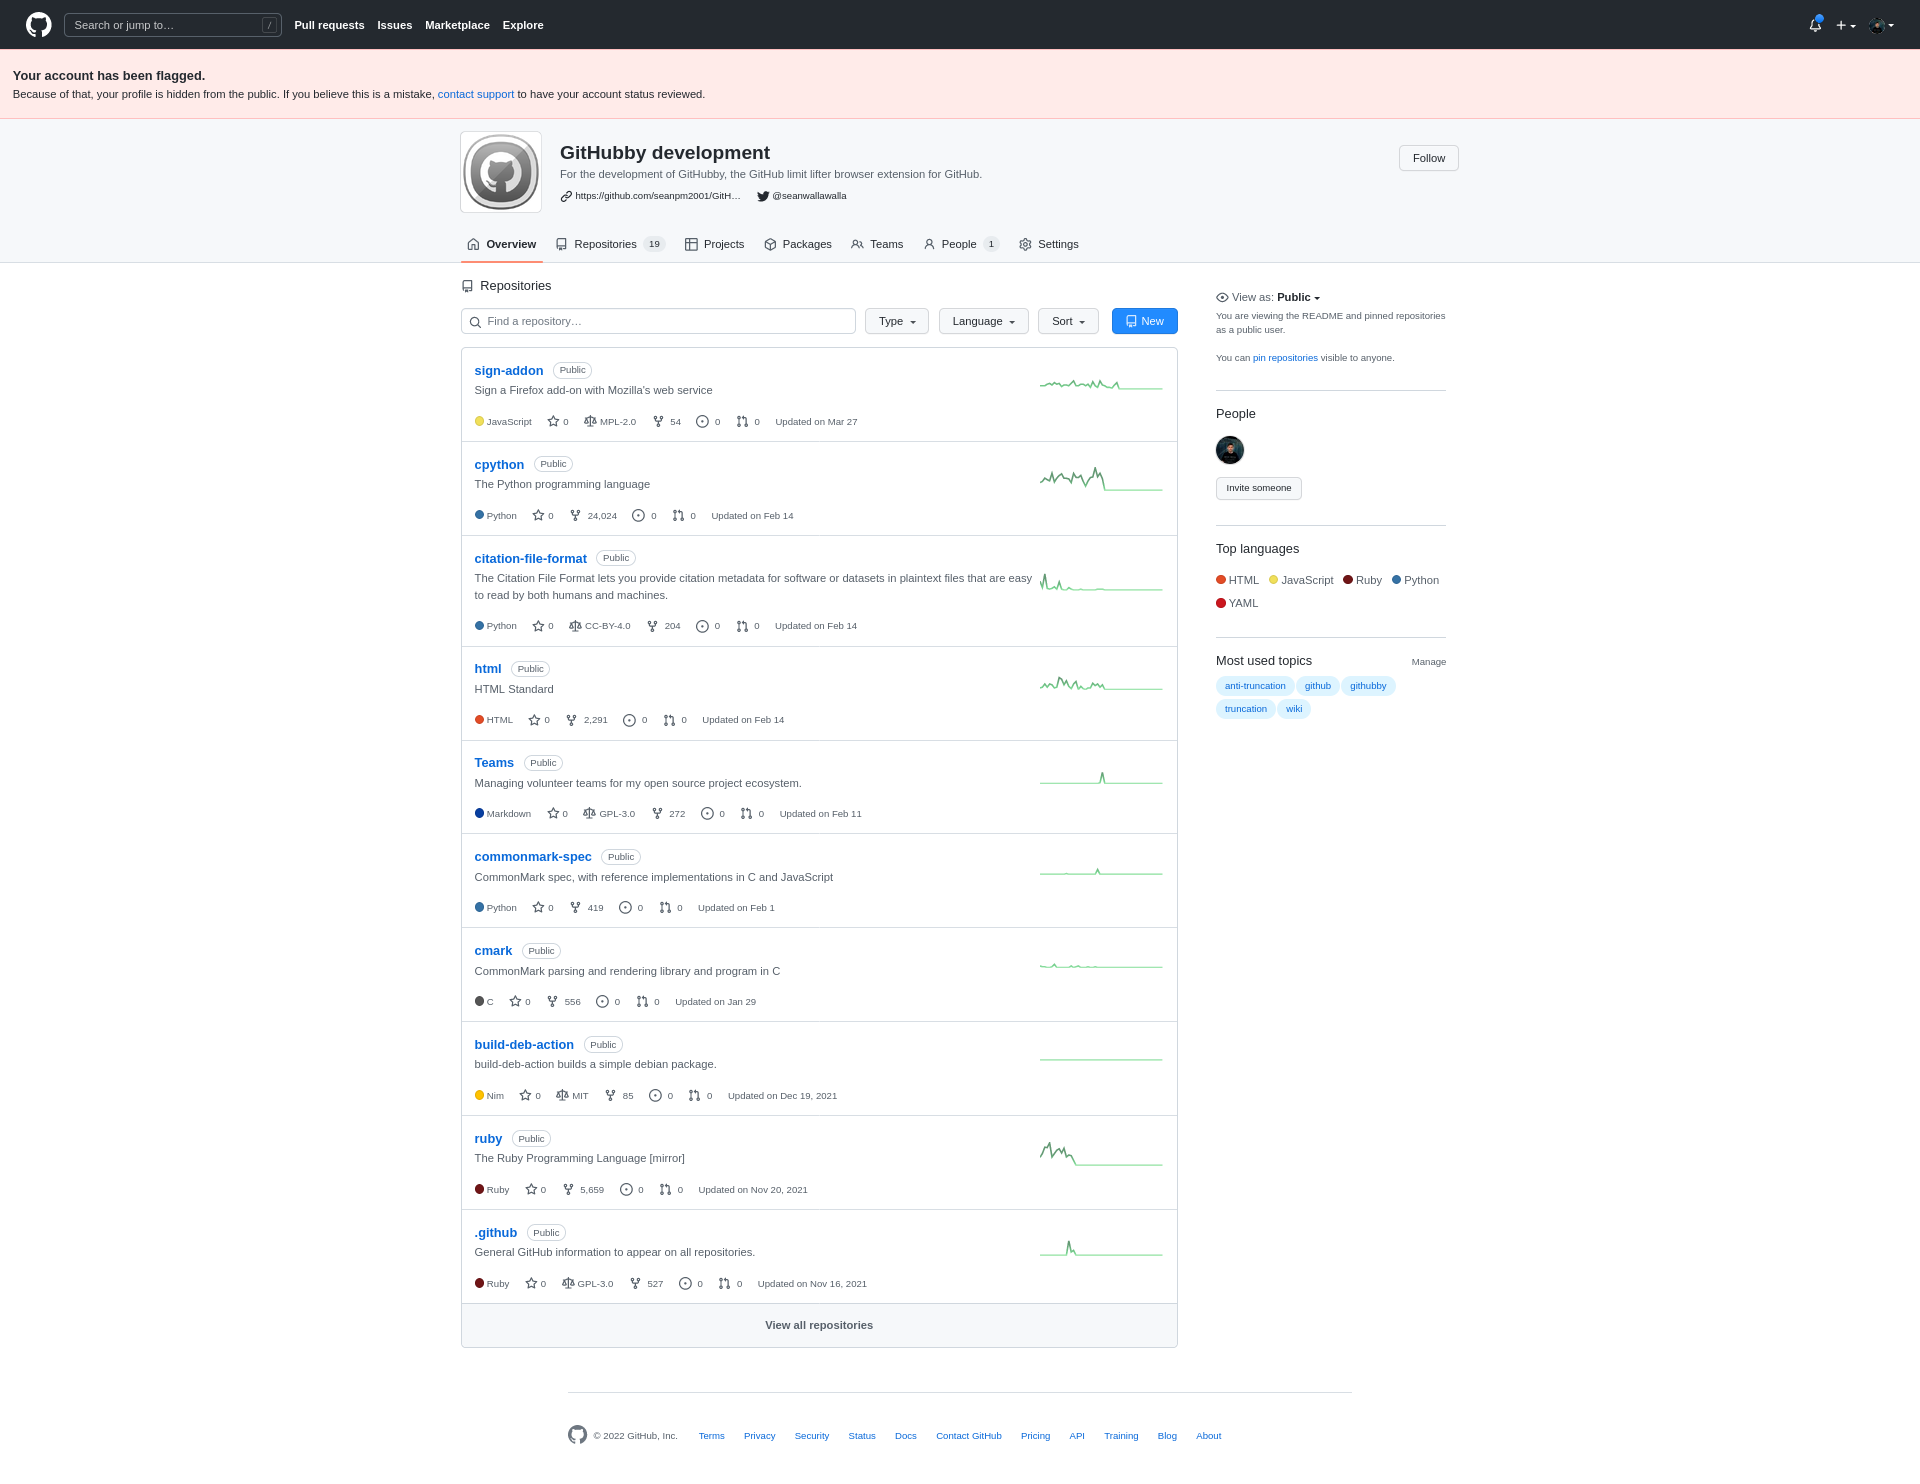 Search or jump to…
/
Pull requests
Issues
Marketplace
Explore
Your account has been flagged.
Because of that, your profile is hidden from the public. If you believe this is a mistake, contact support to have your account status reviewed.
GitHubby development
Follow
For the development of GitHubby, the GitHub limit lifter browser extension for GitHub.
https://github.com/seanpm2001/GitH…
@seanwallawalla
Overview
Repositories 19
Projects
Packages
Teams
People 1
Settings
Repositories
Find a repository…
Type
Language
Sort
New
sign-addon Public
Sign a Firefox add-on with Mozilla's web service
JavaScript 0 MPL-2.0 54 0 0 Updated on Mar 27
cpython Public
The Python programming language
Python 0 24,024 0 0 Updated on Feb 14
citation-file-format Public
The Citation File Format lets you provide citation metadata for software or datasets in plaintext files that are easy
to read by both humans and machines.
Python 0 CC-BY-4.0 204 0 0 Updated on Feb 14
html Public
HTML Standard
HTML 0 2,291 0 0 Updated on Feb 14
Teams Public
Managing volunteer teams for my open source project ecosystem.
Markdown 0 GPL-3.0 272 0 0 Updated on Feb 11
commonmark-spec Public
CommonMark spec, with reference implementations in C and JavaScript
Python 0 419 0 0 Updated on Feb 1
cmark Public
CommonMark parsing and rendering library and program in C
C 0 556 0 0 Updated on Jan 29
build-deb-action Public
build-deb-action builds a simple debian package.
Nim 0 MIT 85 0 0 Updated on Dec 19, 2021
ruby Public
The Ruby Programming Language [mirror]
Ruby 0 5,659 0 0 Updated on Nov 20, 2021
.github Public
General GitHub information to appear on all repositories.
Ruby 0 GPL-3.0 527 0 0 Updated on Nov 16, 2021
View all repositories
View as: Public
You are viewing the README and pinned repositories
as a public user.
You can pin repositories visible to anyone.
People
Invite someone
Top languages
HTML JavaScript Ruby Python
YAML
Most used topics Manage
anti-truncation github githubby
truncation wiki
© 2022 GitHub, Inc. Terms Privacy Security Status Docs Contact GitHub Pricing API Training Blog About